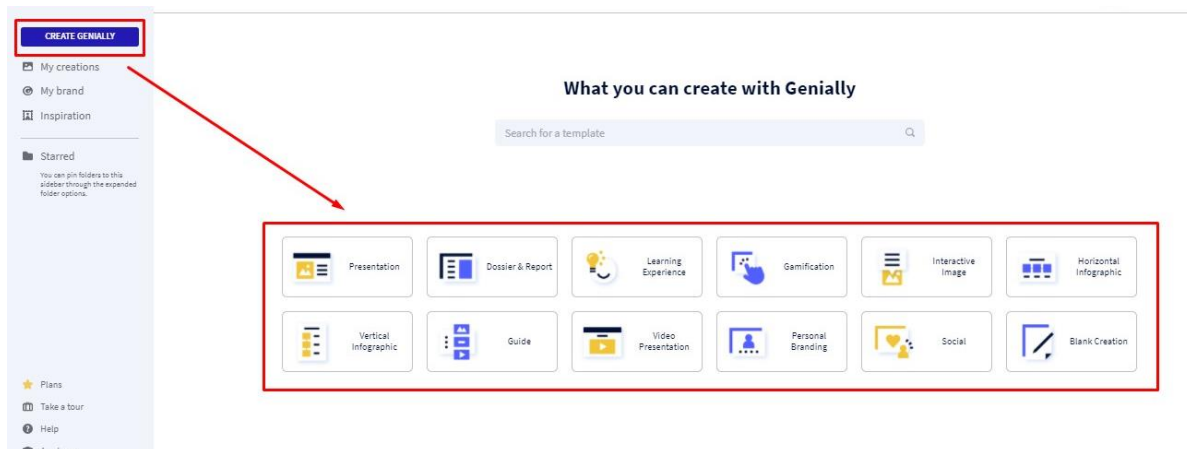 CREATE GENIALLY
My creations
My brand
Inspiration
Starred
You can pin folders to this
sidebar through the expanded
folder options.
Plans
Take a tour
Help
What you can create with Genially
Search for a template
Presentation
Dossier & Report
Learning
Experience
Gamification
Interactive
Image
Horizontal
Infographic
Vertical
Infographic
Guide
Video
Presentation
Personal
Branding
Social
Blank Creation